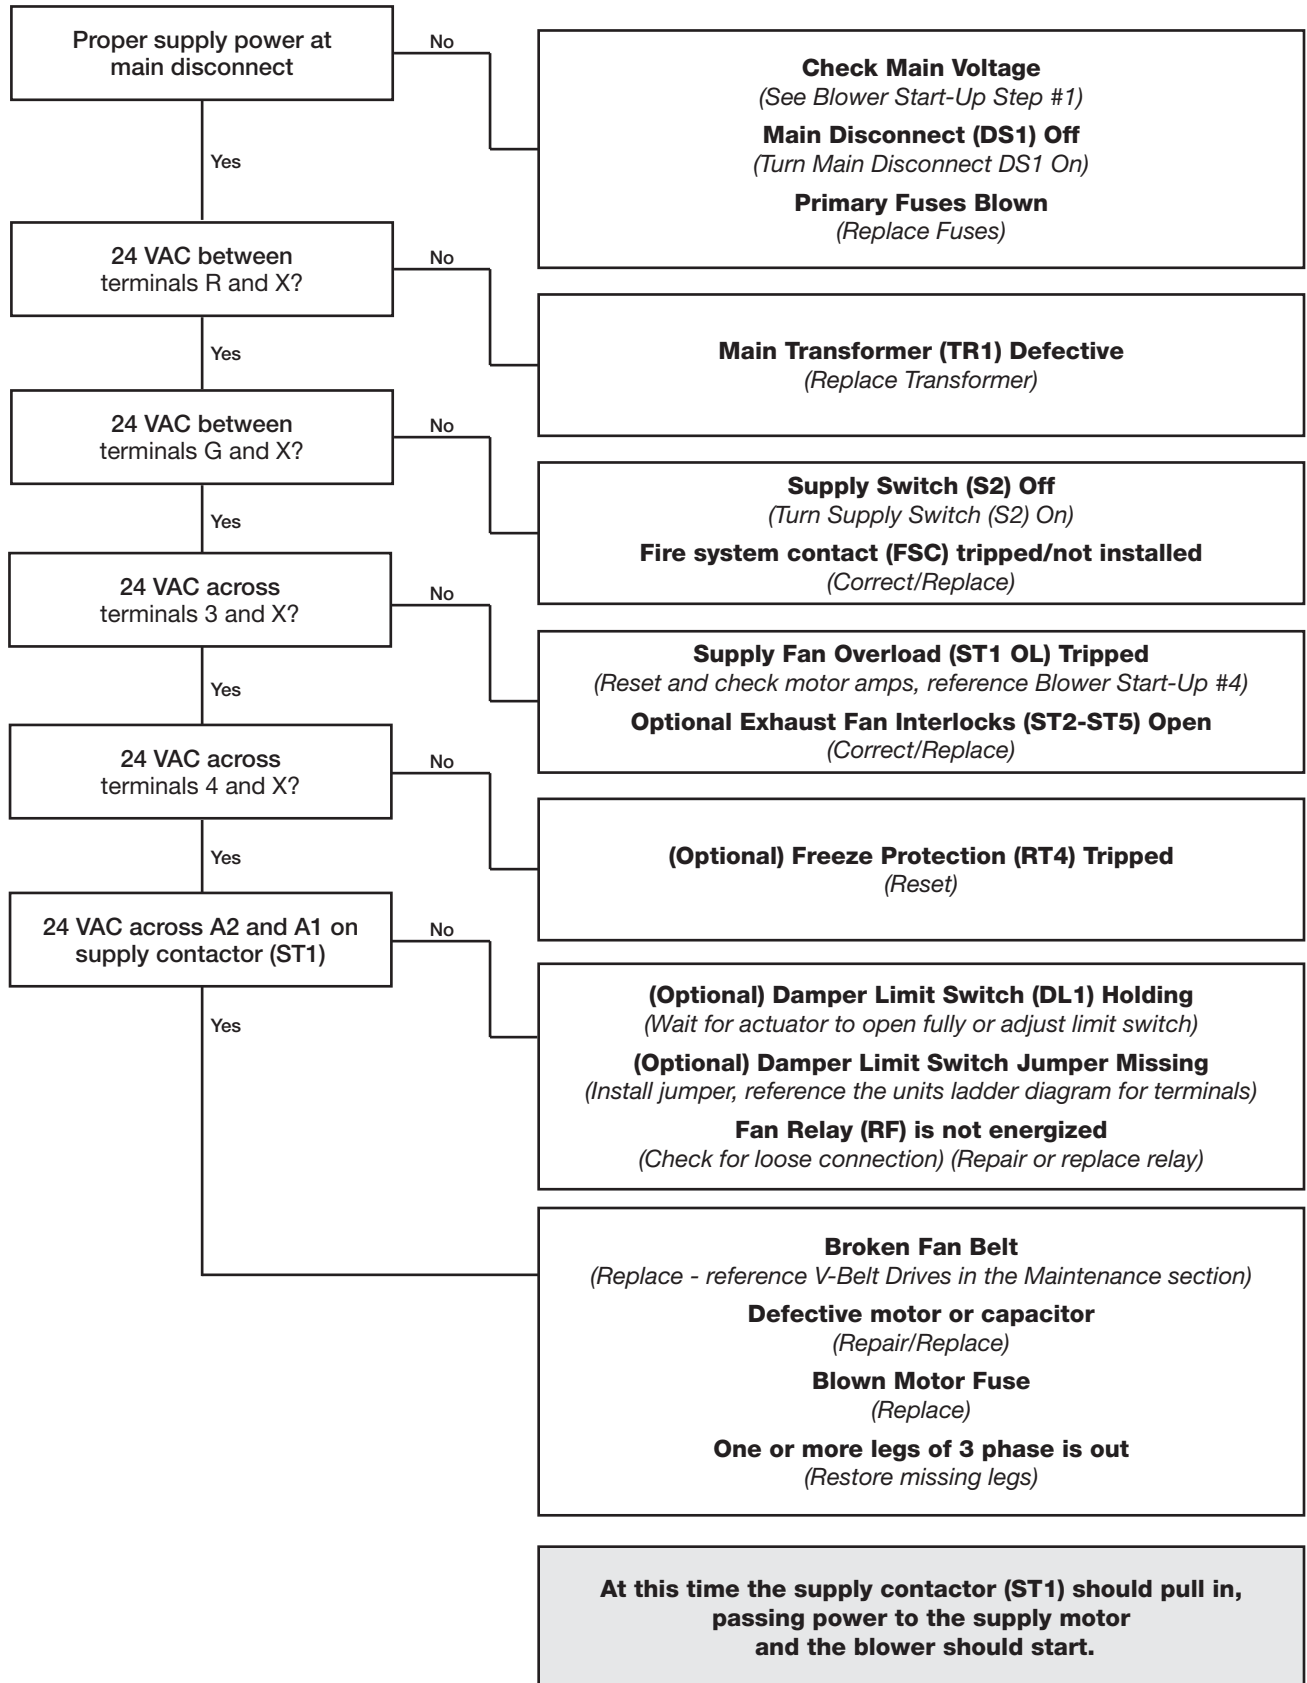 Proper supply power at
main disconnect
No
Check Main Voltage
(See Blower Start-Up Step #1)
Main Disconnect (DS1) Off
(Turn Main Disconnect DS1 On)
Primary Fuses Blown
(Replace Fuses)
Yes
24 VAC between
terminals R and X?
No
Main Transformer (TR1) Defective
(Replace Transformer)
Yes
24 VAC between
terminals G and X?
No
Supply Switch (S2) Off
(Turn Supply Switch (S2) On)
Fire system contact (FSC) tripped/not installed
(Correct/Replace)
Yes
24 VAC across
terminals 3 and X?
No
Supply Fan Overload (ST1 OL) Tripped
(Reset and check motor amps, reference Blower Start-Up #4)
Optional Exhaust Fan Interlocks (ST2-ST5) Open
(Correct/Replace)
Yes
24 VAC across
terminals 4 and X?
No
(Optional) Freeze Protection (RT4) Tripped
(Reset)
Yes
24 VAC across A2 and A1 on
supply contactor (ST1)
No
(Optional) Damper Limit Switch (DL1) Holding
(Wait for actuator to open fully or adjust limit switch)
(Optional) Damper Limit Switch Jumper Missing
(Install jumper, reference the units ladder diagram for terminals)
Fan Relay (RF) is not energized
(Check for loose connection) (Repair or replace relay)
Yes
Broken Fan Belt
(Replace - reference V-Belt Drives in the Maintenance section)
Defective motor or capacitor
(Repair/Replace)
Blown Motor Fuse
(Replace)
One or more legs of 3 phase is out
(Restore missing legs)
At this time the supply contactor (ST1) should pull in,
passing power to the supply motor
and the blower should start.